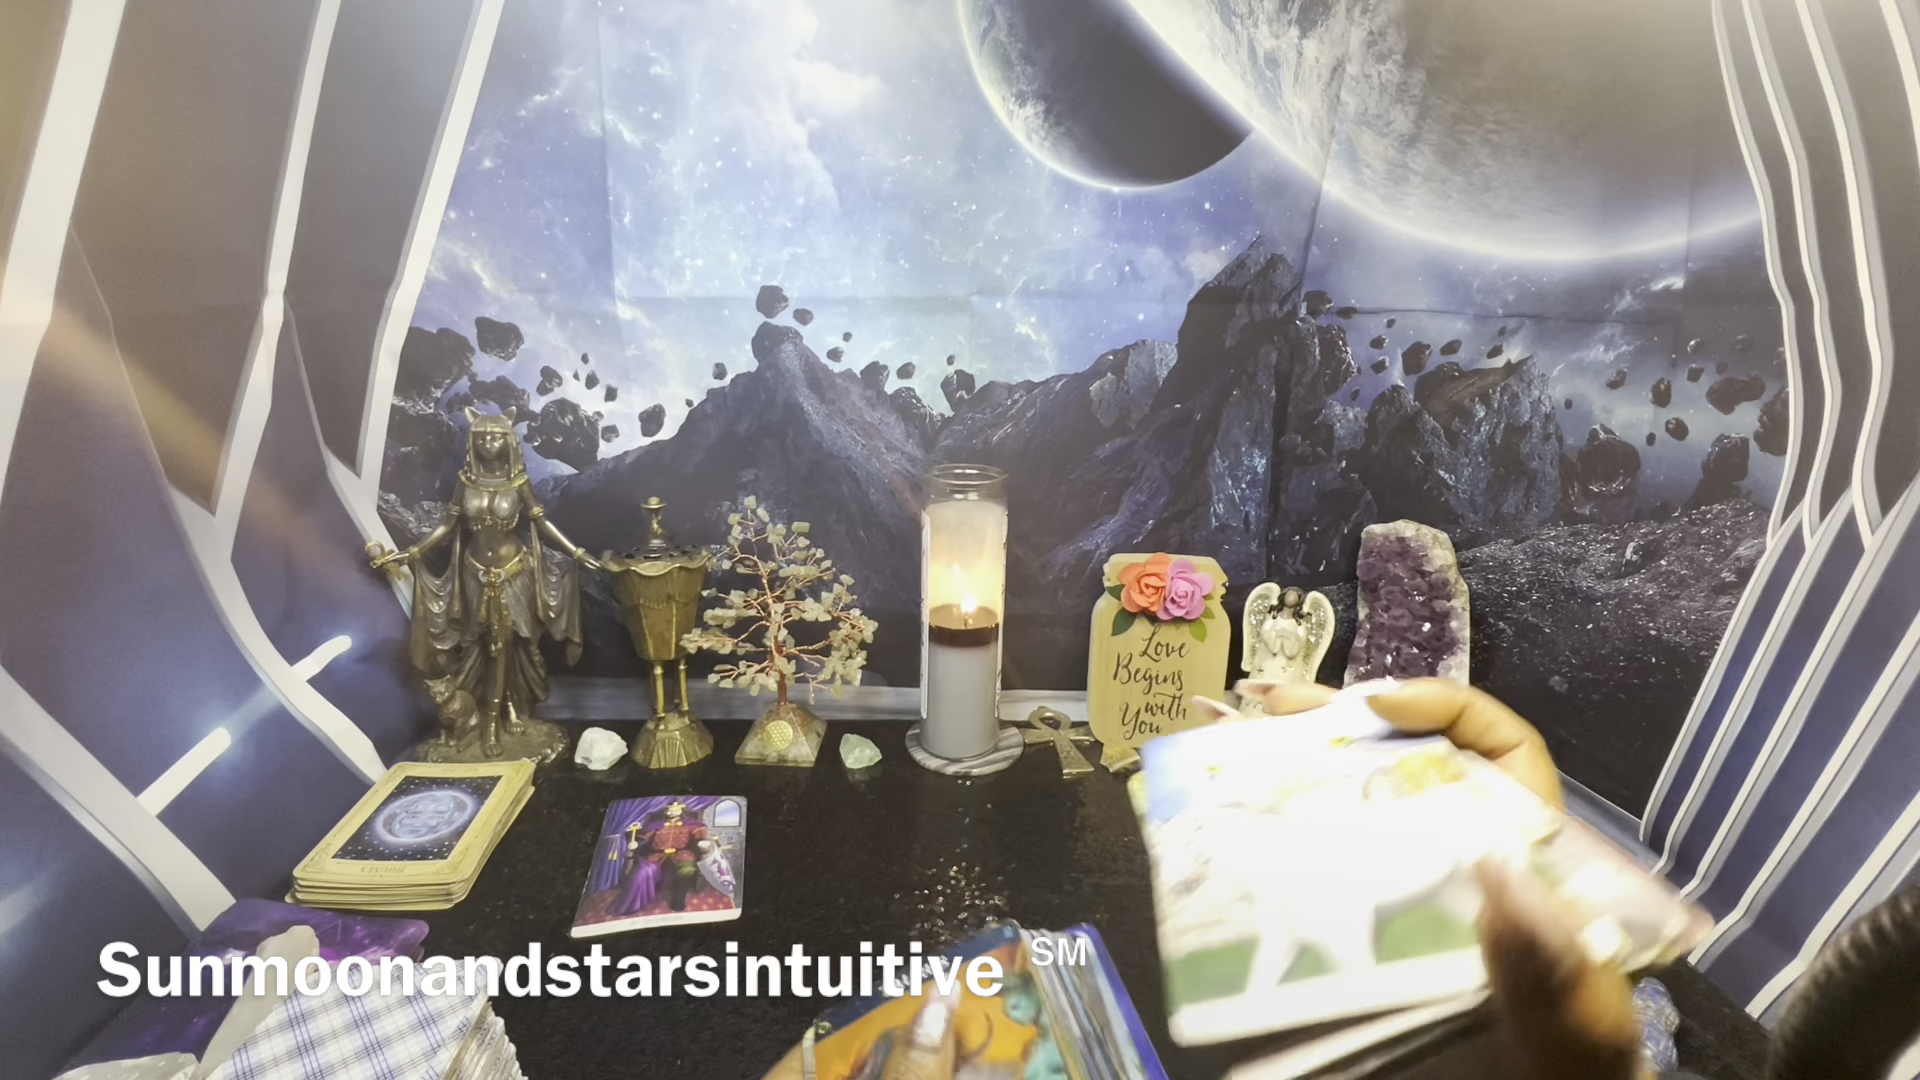 Love
Begins
with
You
Sunmoonandstarsintuitive ℠